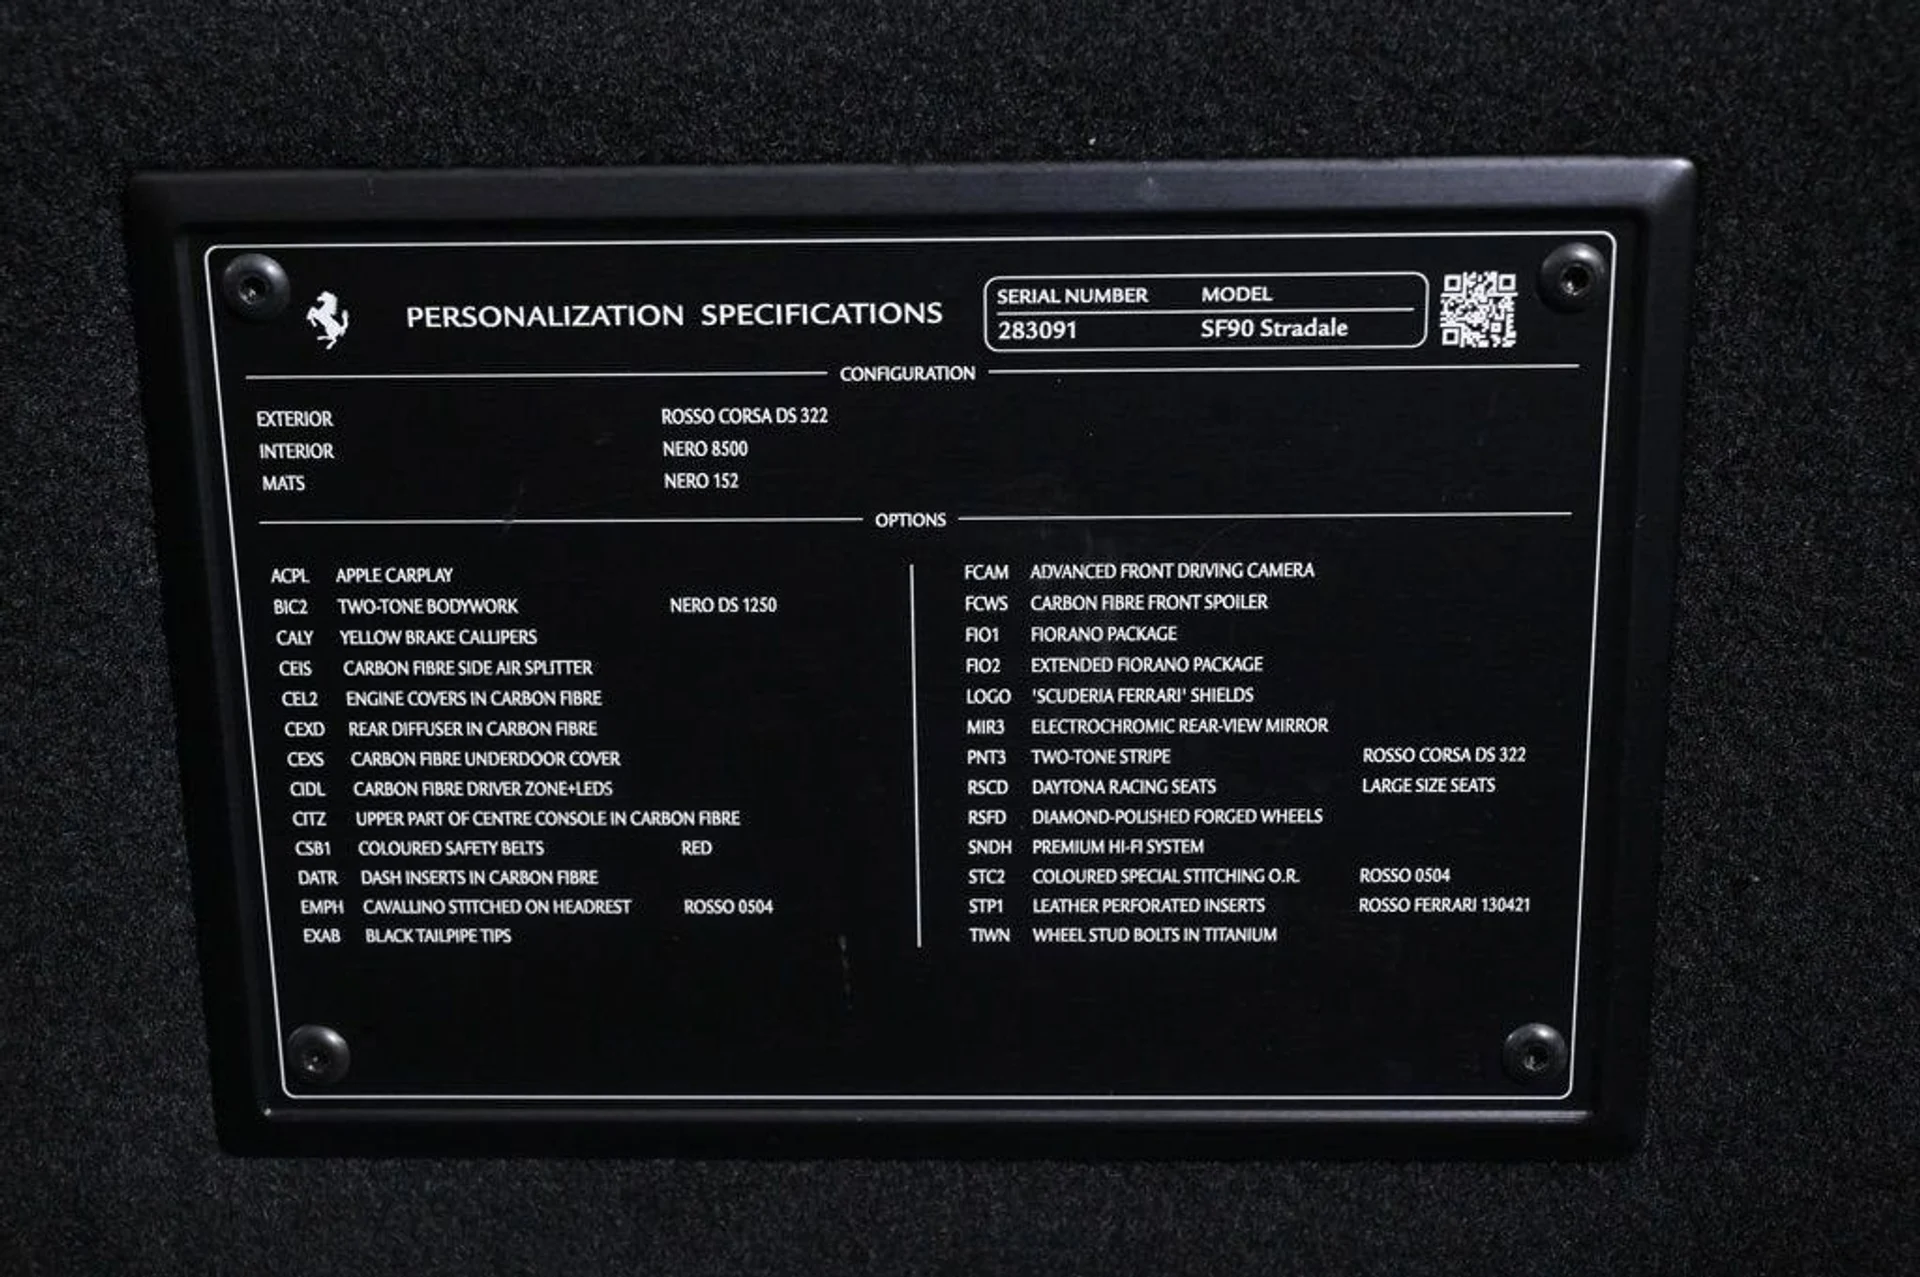 PERSONALIZATION SPECIFICATIONS
SERIAL NUMBER MODEL
283091 SF90 Stradale
CONFIGURATION
EXTERIOR ROSSO CORSA DS 322
INTERIOR NERO 8500
MATS NERO 152
OPTIONS
ACPL APPLE CARPLAY
BIC2 TWO-TONE BODYWORK NERO DS 1250
CALY YELLOW BRAKE CALLIPERS
CEIS CARBON FIBRE SIDE AIR SPLITTER
CEL2 ENGINE COVERS IN CARBON FIBRE
CEXD REAR DIFFUSER IN CARBON FIBRE
CEXS CARBON FIBRE UNDERDOOR COVER
CIDL CARBON FIBRE DRIVER ZONE+LEDS
CITZ UPPER PART OF CENTRE CONSOLE IN CARBON FIBRE
CSB1 COLOURED SAFETY BELTS RED
DATR DASH INSERTS IN CARBON FIBRE
EMPH CAVALLINO STITCHED ON HEADREST ROSSO 0504
EXAB BLACK TAILPIPE TIPS
FCAM ADVANCED FRONT DRIVING CAMERA
FCWS CARBON FIBRE FRONT SPOILER
FIO1 FIORANO PACKAGE
FIO2 EXTENDED FIORANO PACKAGE
LOGO 'SCUDERIA FERRARI' SHIELDS
MIR3 ELECTROCHROMIC REAR-VIEW MIRROR
PNT3 TWO-TONE STRIPE ROSSO CORSA DS 322
RSCD DAYTONA RACING SEATS LARGE SIZE SEATS
RSFD DIAMOND-POLISHED FORGED WHEELS
SNDH PREMIUM HI-FI SYSTEM
STC2 COLOURED SPECIAL STITCHING O.R. ROSSO 0504
STP1 LEATHER PERFORATED INSERTS ROSSO FERRARI 130421
TIWN WHEEL STUD BOLTS IN TITANIUM